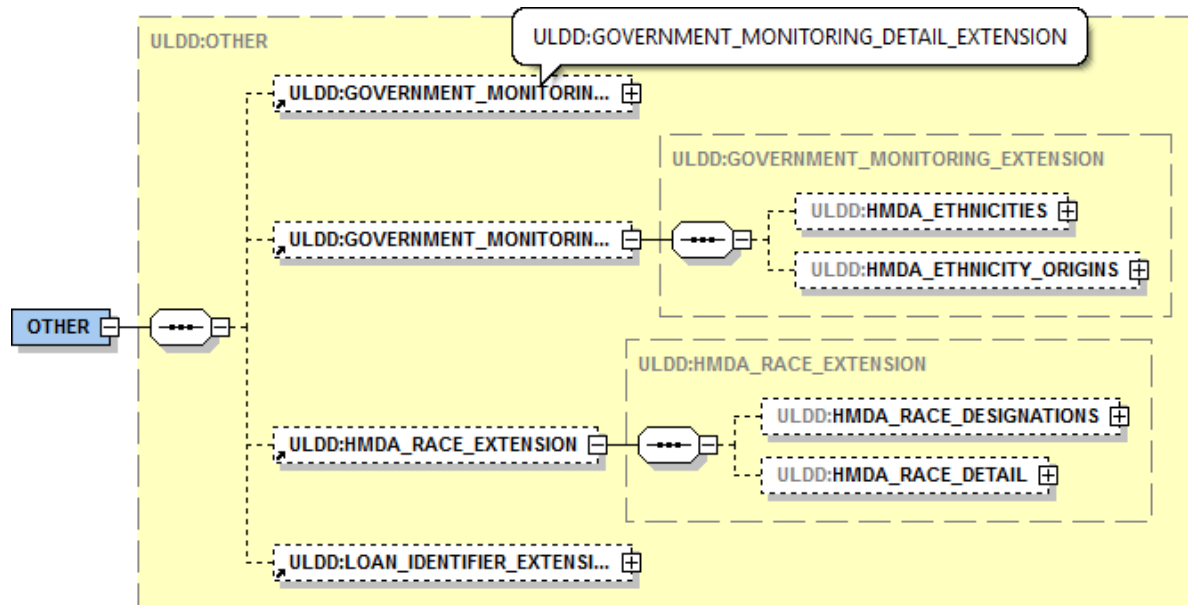 ULDD:OTHER
ULDD:GOVERNMENT_MONITORING_DETAIL_EXTENSION
ULDD:GOVERNMENT_MONITORIN...
ULDD:GOVERNMENT_MONITORING_EXTENSION
ULDD:HMDA_ETHNICITIES
ULDD:GOVERNMENT_MONITORIN...
ULDD:HMDA_ETHNICITY_ORIGINS
OTHER
ULDD:HMDA_RACE_EXTENSION
ULDD:HMDA_RACE_DESIGNATIONS
ULDD:HMDA_RACE_EXTENSION
ULDD:HMDA_RACE_DETAIL
ULDD:LOAN_IDENTIFIER_EXTENSI...